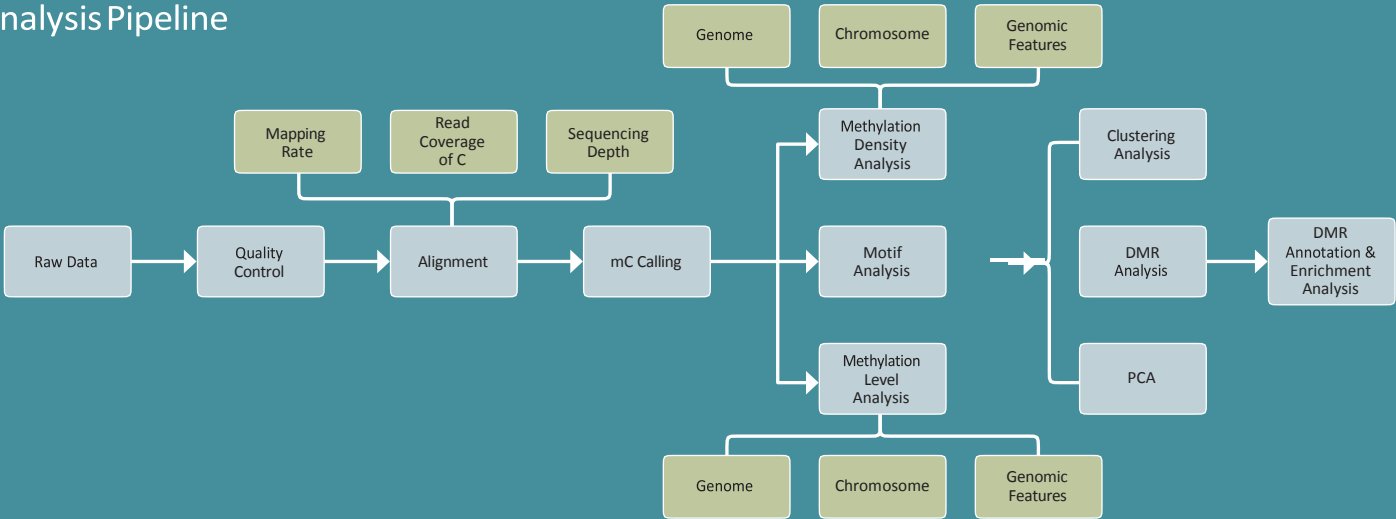 nalysis Pipeline
Genome
Chromosome
Genomic
Features
Mapping
Rate
Read
Coverage
of C
Sequencing
Depth
Methylation
Density
Analysis
Clustering
Analysis
Raw Data
Quality
Control
Alignment
mC Calling
Motif
Analysis
DMR
Analysis
DMR
Annotation &
Enrichment
Analysis
Methylation
Level
Analysis
PCA
Genome
Chromosome
Genomic
Features